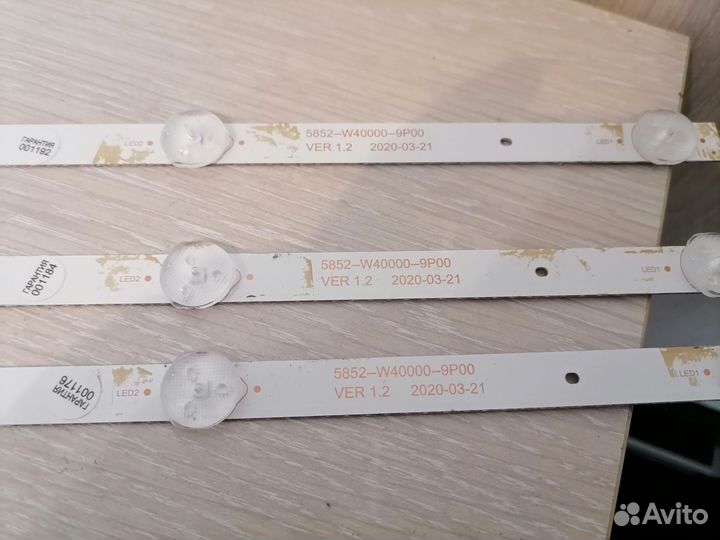 ГАРАНТИЯ
001192
LED2
5852-W40000-9P00
VER 1.2 2020-03-21
LED1
ГАРАНТИЯ
001184
LED2
5852-W40000-9P00
VER 1.2 2020-03-21
LED1
ГАРАНТИЯ
001176
LED2
5852-W40000-9P00
VER 1.2 2020-03-21
LED1
Avito